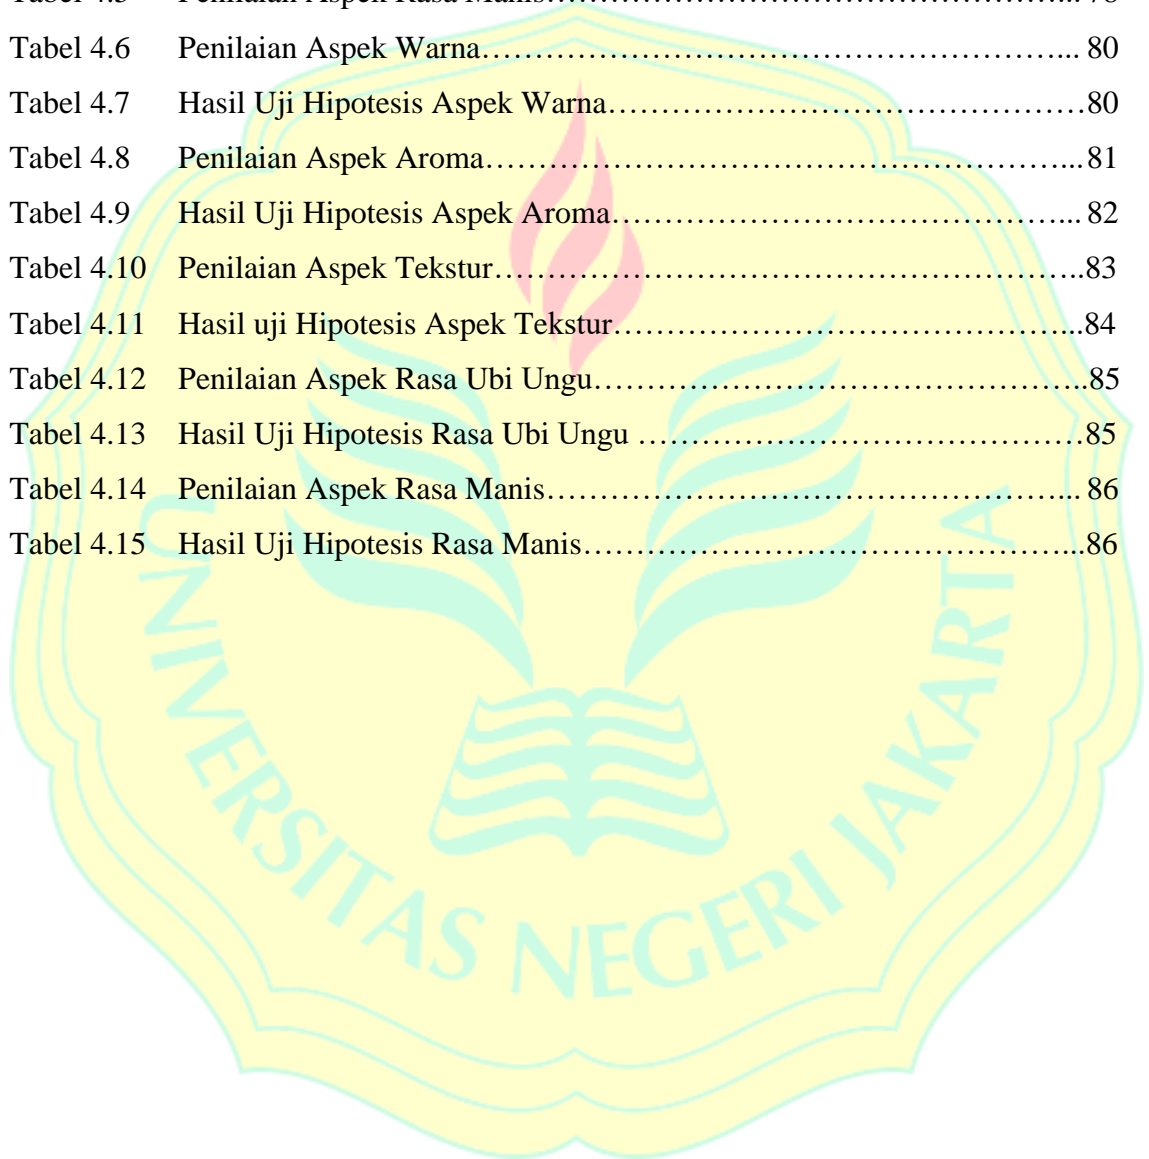 Penilaian Aspek Rasa Manis
Tabel 4.6 Penilaian Aspek Warna……………………………………………….... 80
Tabel 4.7 Hasil Uji Hipotesis Aspek Warna………………………………………80
Tabel 4.8 Penilaian Aspek Aroma……………………………………………….... 81
Tabel 4.9 Hasil Uji Hipotesis Aspek Aroma…………………………………….... 82
Tabel 4.10 Penilaian Aspek Tekstur………………………………………………..83
Tabel 4.11 Hasil uji Hipotesis Aspek Tekstur……………………………………...84
Tabel 4.12 Penilaian Aspek Rasa Ubi Ungu………………………………………..85
Tabel 4.13 Hasil Uji Hipotesis Rasa Ubi Ungu ……………………………………85
Tabel 4.14 Penilaian Aspek Rasa Manis…………………………………………... 86
Tabel 4.15 Hasil Uji Hipotesis Rasa Manis………………………………………...86
UNIVERSITAS NEGERI JAKARTA